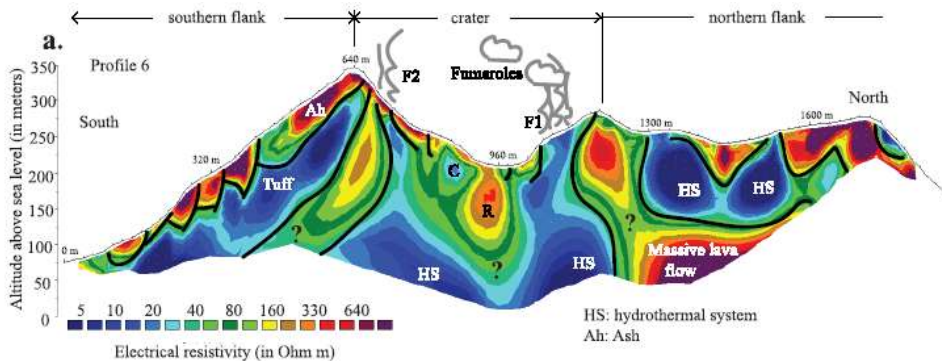 southern flank
crater
northern flank
a.
Profile 6
640 m
F2
Fumaroles
F1
South
North
Ah
320 m
Tuff
0 m
C
960 m
R
1300 m
1600 m
HS
HS
HS
HS
?
?
?
Massive lava
flow
Altitude above sea level (in meters)
350
300
250
200
150
100
50
0
5 10 20 40 80 160 330 640
Electrical resistivity (in Ohm m)
HS: hydrothermal system
Ah: Ash